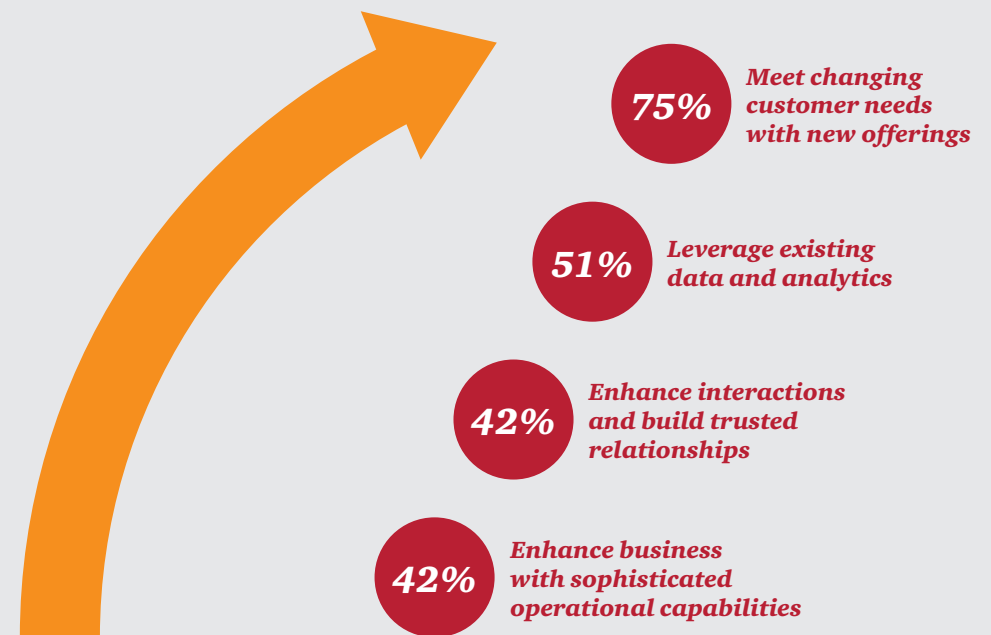 75%
Meet changing
customer needs
with new offerings
51%
Leverage existing
data and analytics
42%
Enhance interactions
and build trusted
relationships
42%
Enhance business
with sophisticated
operational capabilities